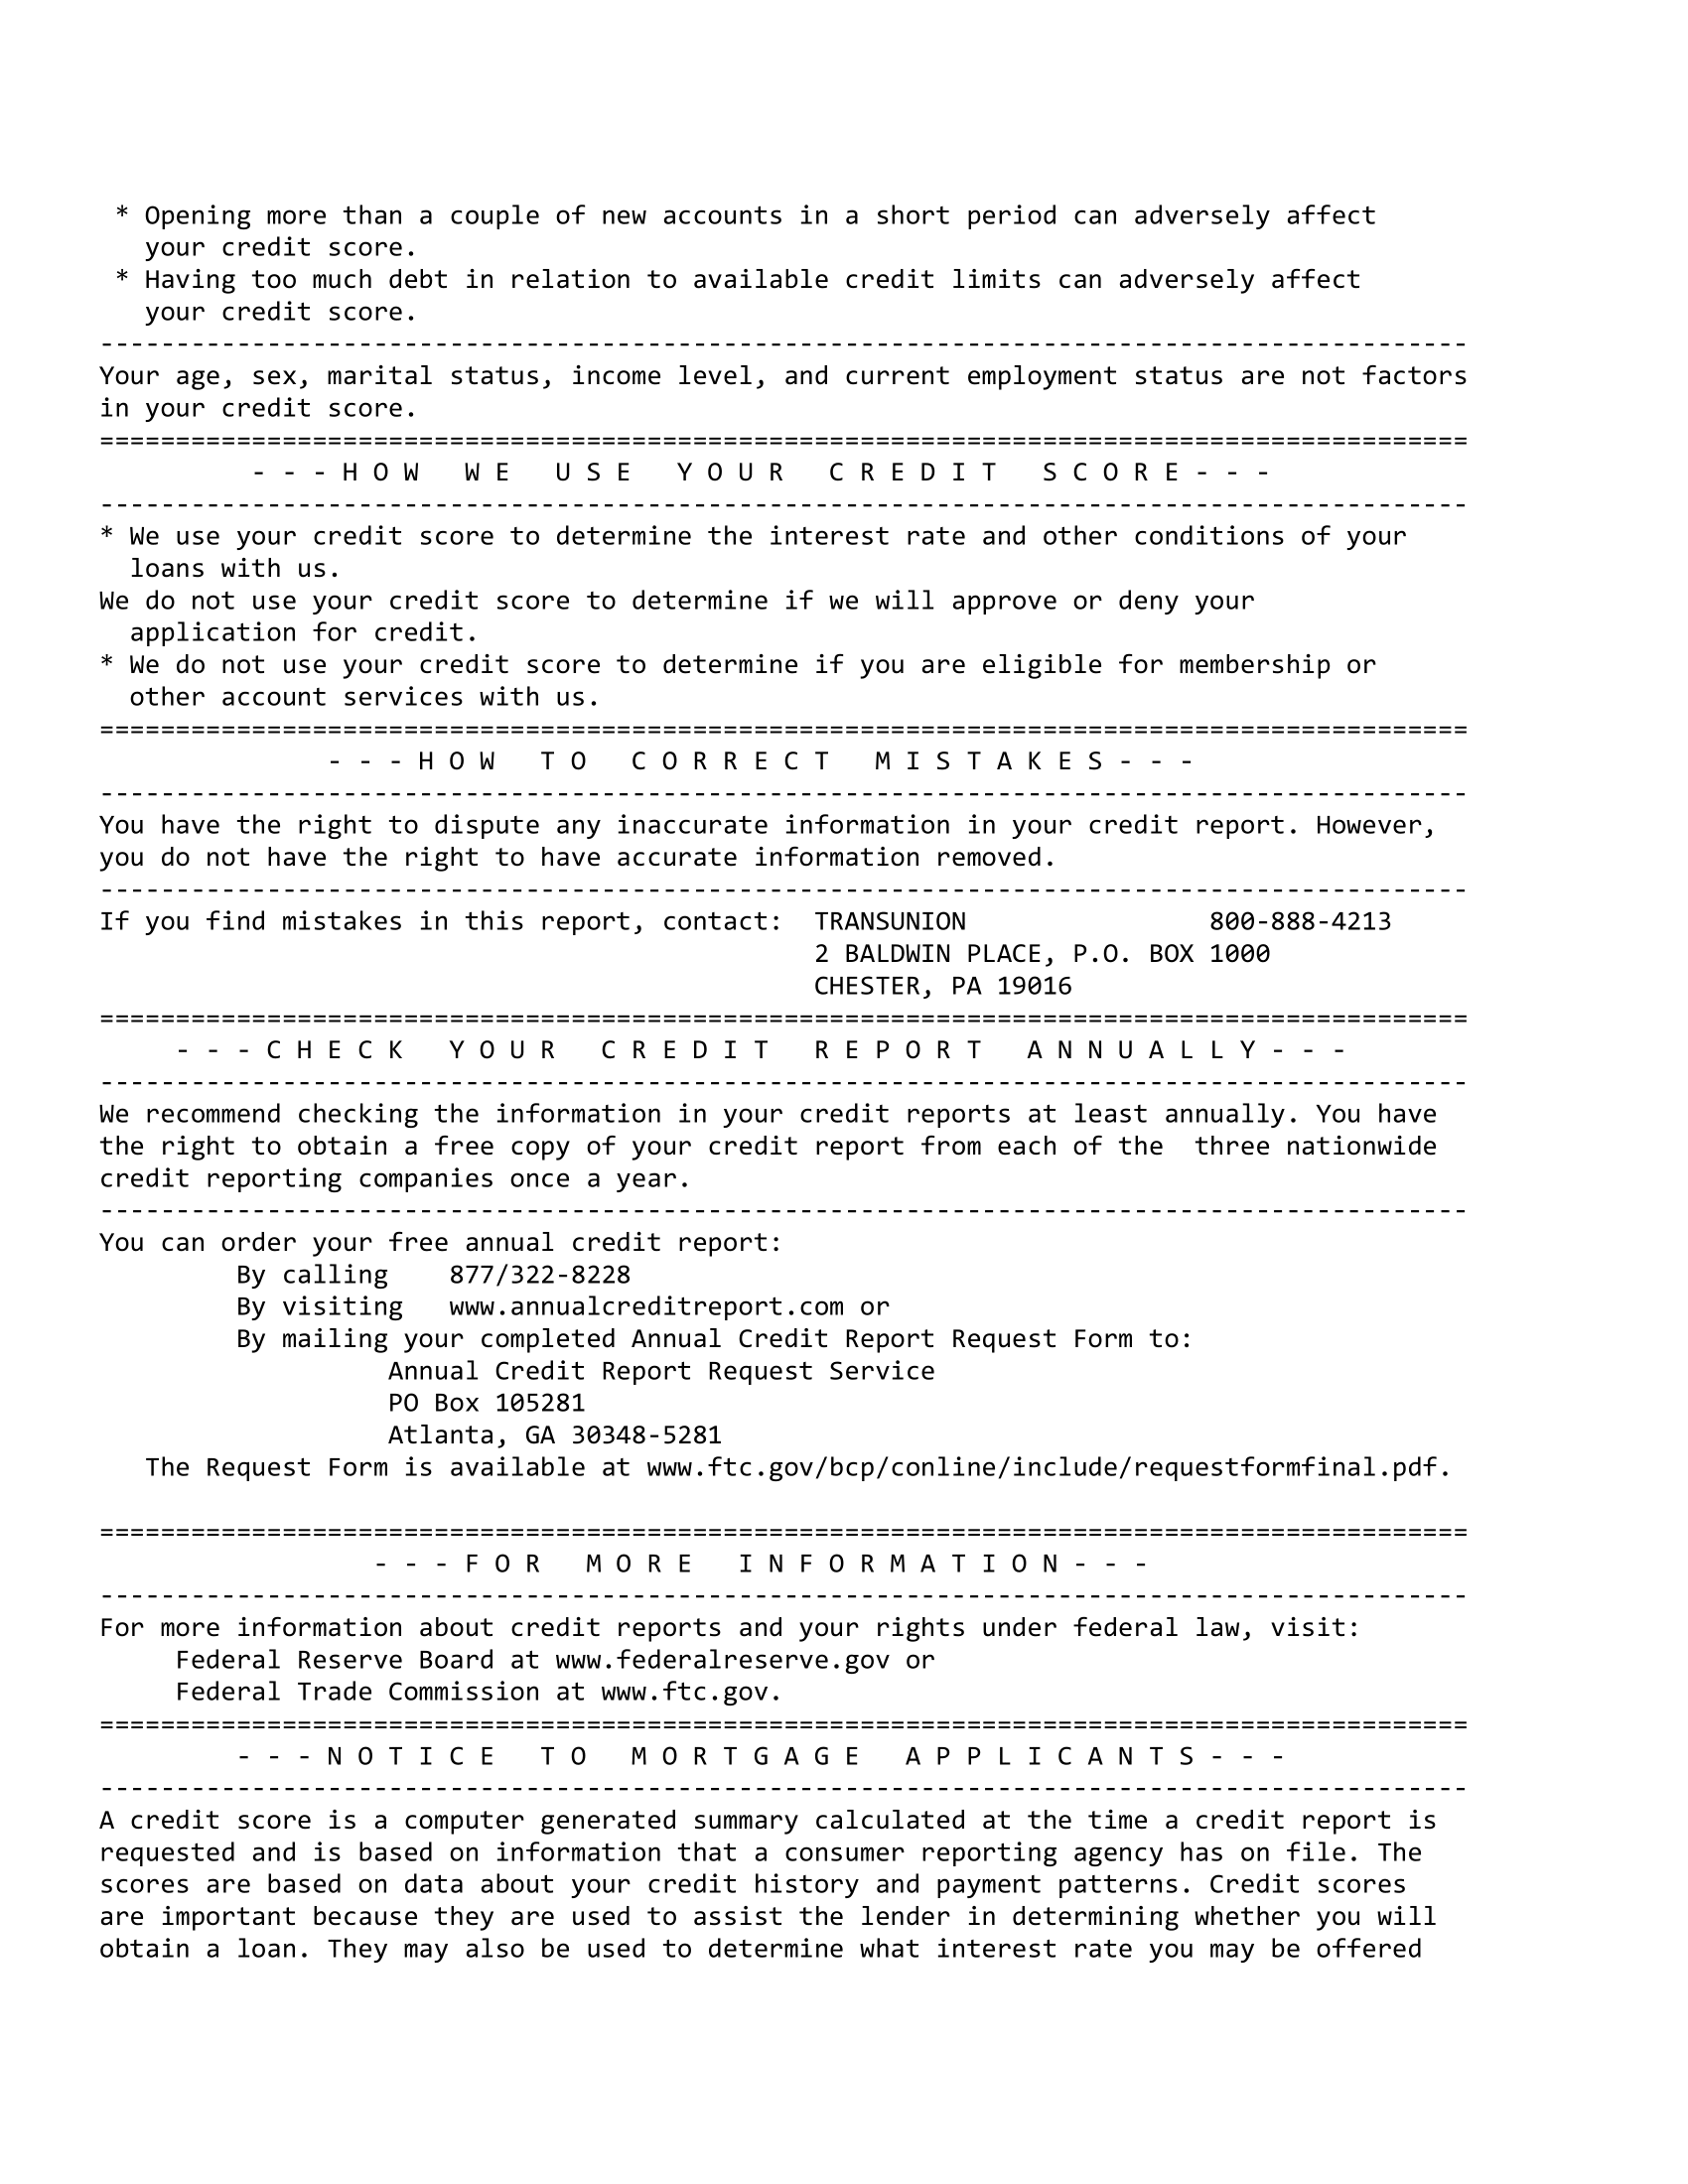 * Opening more than a couple of new accounts in a short period can adversely affect
your credit score.
* Having too much debt in relation to available credit limits can adversely affect
your credit score.
------------------------------------------------------------------------------------------
Your age, sex, marital status, income level, and current employment status are not factors
in your credit score.
==========================================================================================
- - - H O W   W E   U S E   Y O U R   C R E D I T   S C O R E - - -
------------------------------------------------------------------------------------------
* We use your credit score to determine the interest rate and other conditions of your
loans with us.
We do not use your credit score to determine if we will approve or deny your
application for credit.
* We do not use your credit score to determine if you are eligible for membership or
other account services with us.
==========================================================================================
- - - H O W   T O   C O R R E C T   M I S T A K E S - - -
------------------------------------------------------------------------------------------
You have the right to dispute any inaccurate information in your credit report. However,
you do not have the right to have accurate information removed.
------------------------------------------------------------------------------------------
If you find mistakes in this report, contact:  TRANSUNION                800-888-4213
2 BALDWIN PLACE, P.O. BOX 1000
CHESTER, PA 19016
==========================================================================================
- - - C H E C K   Y O U R   C R E D I T   R E P O R T   A N N U A L L Y - - -
------------------------------------------------------------------------------------------
We recommend checking the information in your credit reports at least annually. You have
the right to obtain a free copy of your credit report from each of the  three nationwide
credit reporting companies once a year.
------------------------------------------------------------------------------------------
You can order your free annual credit report:
By calling    877/322-8228
By visiting   www.annualcreditreport.com or
By mailing your completed Annual Credit Report Request Form to:
Annual Credit Report Request Service
PO Box 105281
Atlanta, GA 30348-5281
The Request Form is available at www.ftc.gov/bcp/conline/include/requestformfinal.pdf.
==========================================================================================
- - - F O R   M O R E   I N F O R M A T I O N - - -
------------------------------------------------------------------------------------------
For more information about credit reports and your rights under federal law, visit:
Federal Reserve Board at www.federalreserve.gov or
Federal Trade Commission at www.ftc.gov.
==========================================================================================
- - - N O T I C E   T O   M O R T G A G E   A P P L I C A N T S - - -
------------------------------------------------------------------------------------------
A credit score is a computer generated summary calculated at the time a credit report is
requested and is based on information that a consumer reporting agency has on file. The
scores are based on data about your credit history and payment patterns. Credit scores
are important because they are used to assist the lender in determining whether you will
obtain a loan. They may also be used to determine what interest rate you may be offered